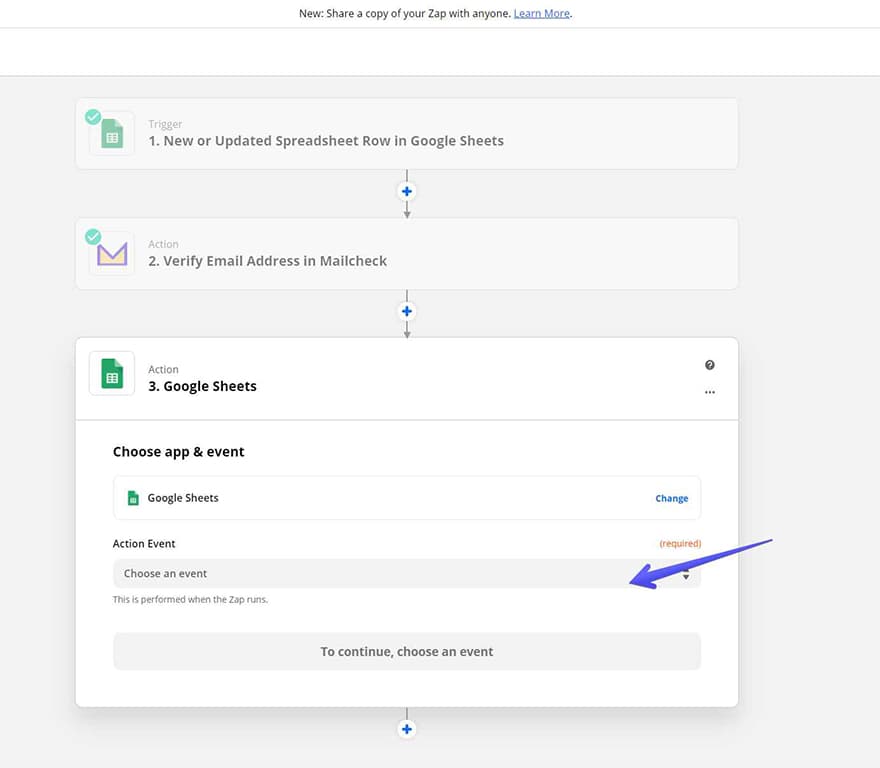 New: Share a copy of your Zap with anyone. Learn More.
Trigger
1. New or Updated Spreadsheet Row in Google Sheets
Action
2. Verify Email Address in Mailcheck
Action
3. Google Sheets
Choose app & event
Google Sheets
Change
Action Event
(required)
Choose an event
This is performed when the Zap runs.
To continue, choose an event